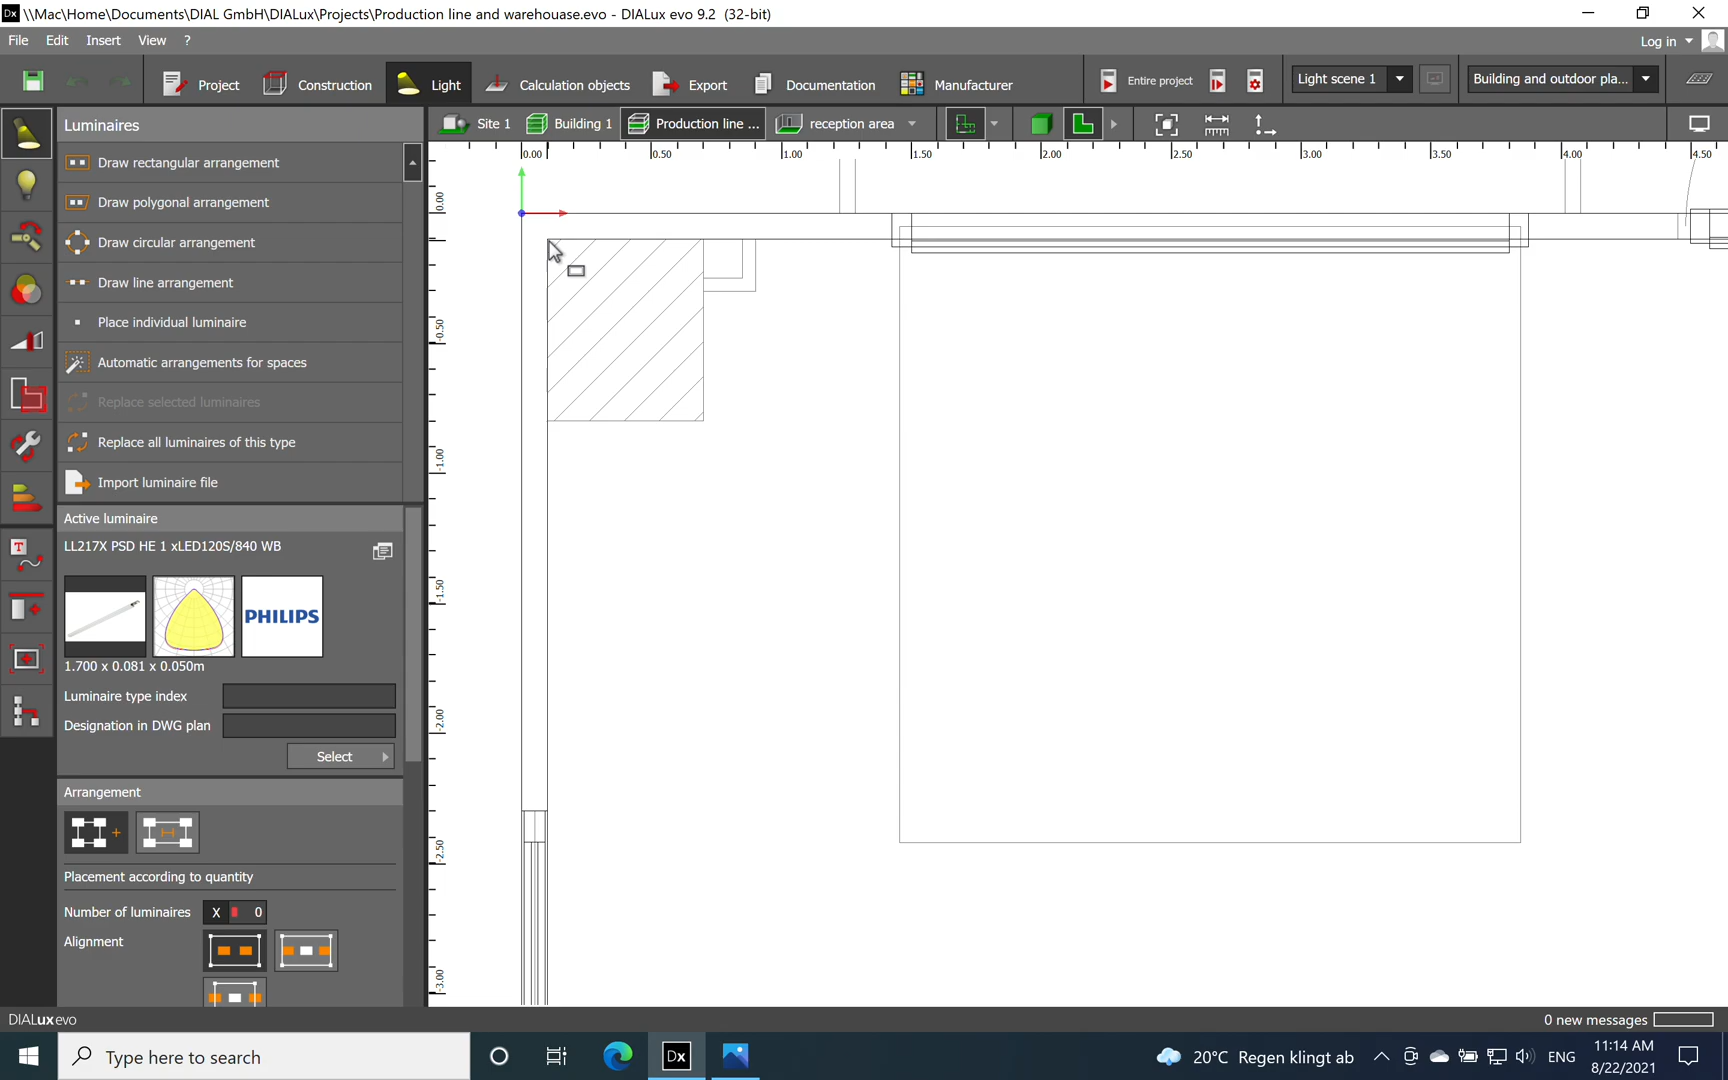 \\Mac\Home\Documents\DIAL GmbH\DIALux\Projects\Production line and warehouase.evo - DIALux evo 9.2 (32-bit)
File Edit Insert View ?
Log in
Project Construction Light Calculation objects Export Documentation Manufacturer
Entire project
Light scene 1
Building and outdoor pla...
Luminaires
Site 1 Building 1 Production line ... reception area
0.00 0.50 1.00 1.50 2.00 2.50 3.00 3.50 4.00 4.50
Draw rectangular arrangement
Draw polygonal arrangement
Draw circular arrangement
Draw line arrangement
Place individual luminaire
Automatic arrangements for spaces
Replace selected luminaires
Replace all luminaires of this type
Import luminaire file
0.00
-0.50
-1.00
-1.50
-2.00
-2.50
-3.00
Active luminaire
LL217X PSD HE 1 xLED120S/840 WB
PHILIPS
1.700 x 0.081 x 0.050m
Luminaire type index
Designation in DWG plan
Select
Arrangement
Placement according to quantity
Number of luminaires X 0
Alignment
DIALux evo
0 new messages
Type here to search
Dx
20°C Regen klingt ab
ENG
11:14 AM
8/22/2021